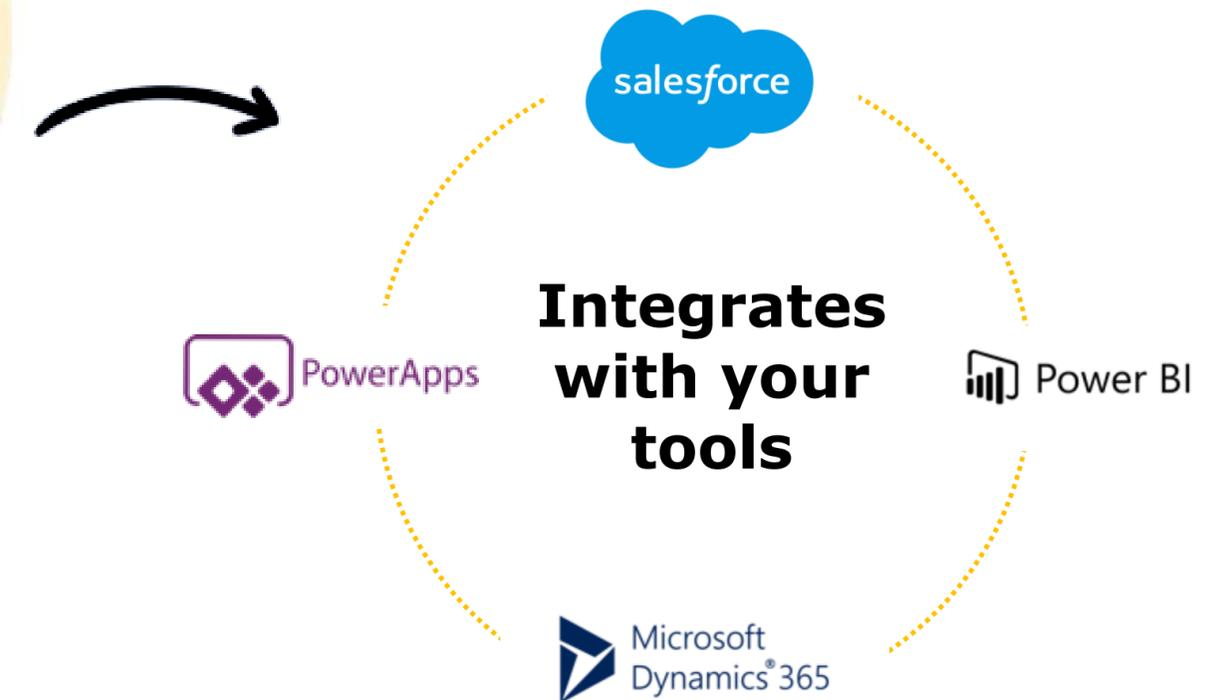 salesforce
Integrates
with your
tools
PowerApps
Power BI
Microsoft
Dynamics® 365